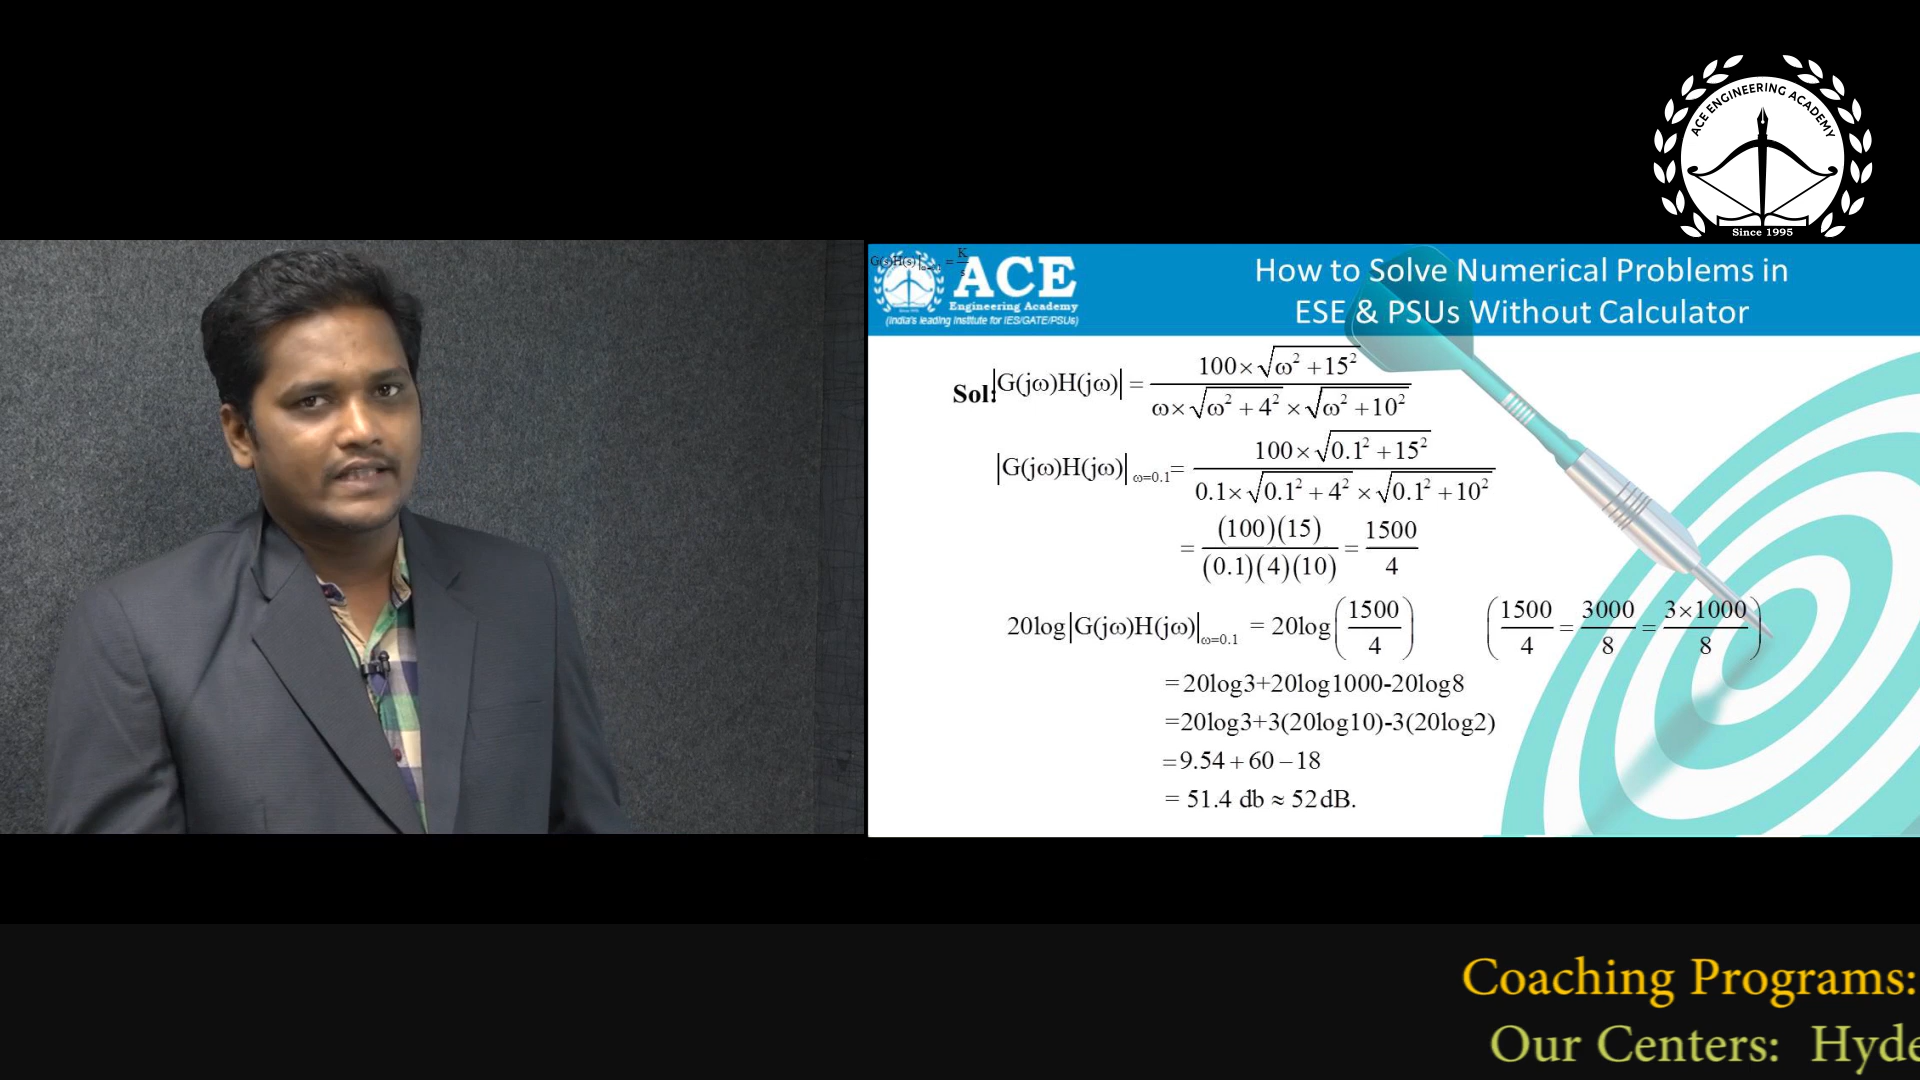 ACE ENGINEERING ACADEMY
Since 1995
G(s)H(s)| = K
ACE
Engineering Academy
(India's leading Institute for IES/GATE/PSUs)
How to Solve Numerical Problems in
ESE & PSUs Without Calculator
Sol: |G(jω)H(jω)| = 100×√ω² +15² / ω×√ω² + 4² ×√ω² +10²
|G(jω)H(jω)| ω=0.1 = 100×√0.1² +15² / 0.1×√0.1² + 4² ×√0.1² +10²
= (100)(15) / (0.1)(4)(10) = 1500 / 4
20log|G(jω)H(jω)|ω=0.1 = 20log(1500 / 4) (1500 / 4 = 3000 / 8 = 3×1000 / 8)
=20log3+20log1000-20log8
=20log3+3(20log10)-3(20log2)
=9.54+60−18
= 51.4 db ≈ 52dB.
Coaching Programs:
Our Centers: Hyde